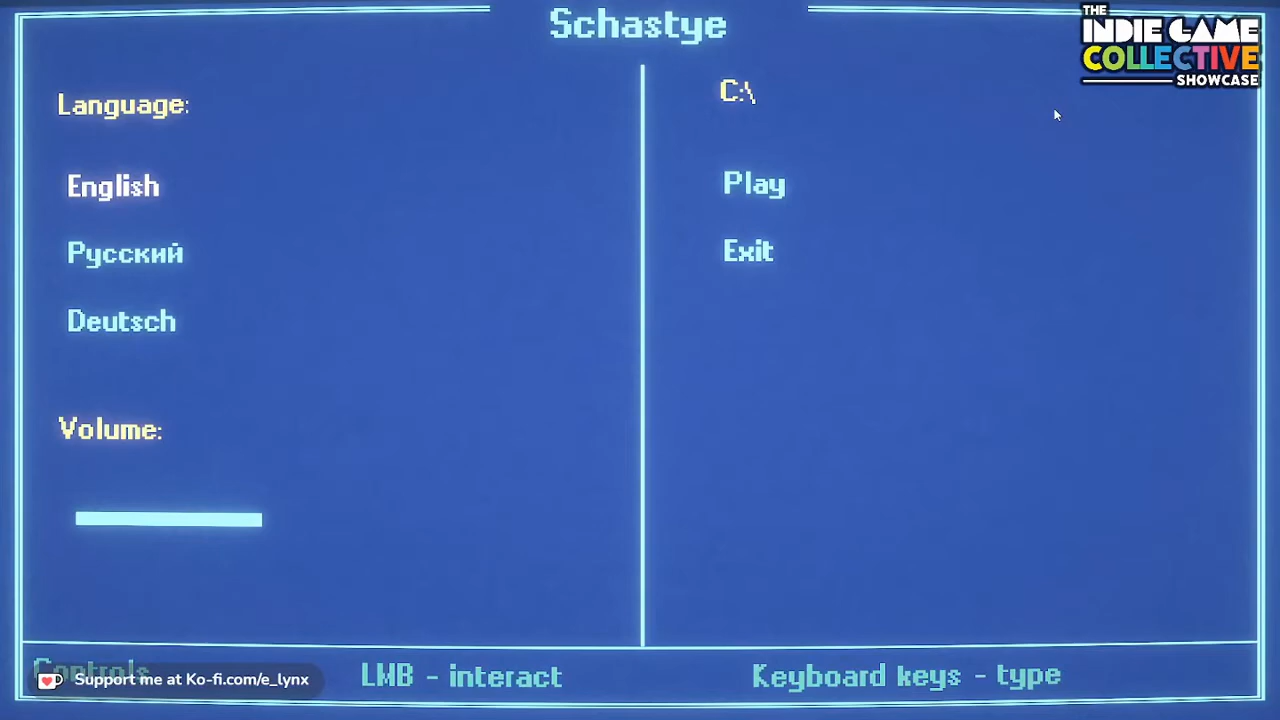 Schastye
THE
INDIE GAME
COLLECTIVE
SHOWCASE
Language:
English
Русский
Deutsch
Volume:
C:\
Play
Exit
Controls
Support me at Ko-fi.com/e_lynx
LMB - interact
Keyboard keys - type